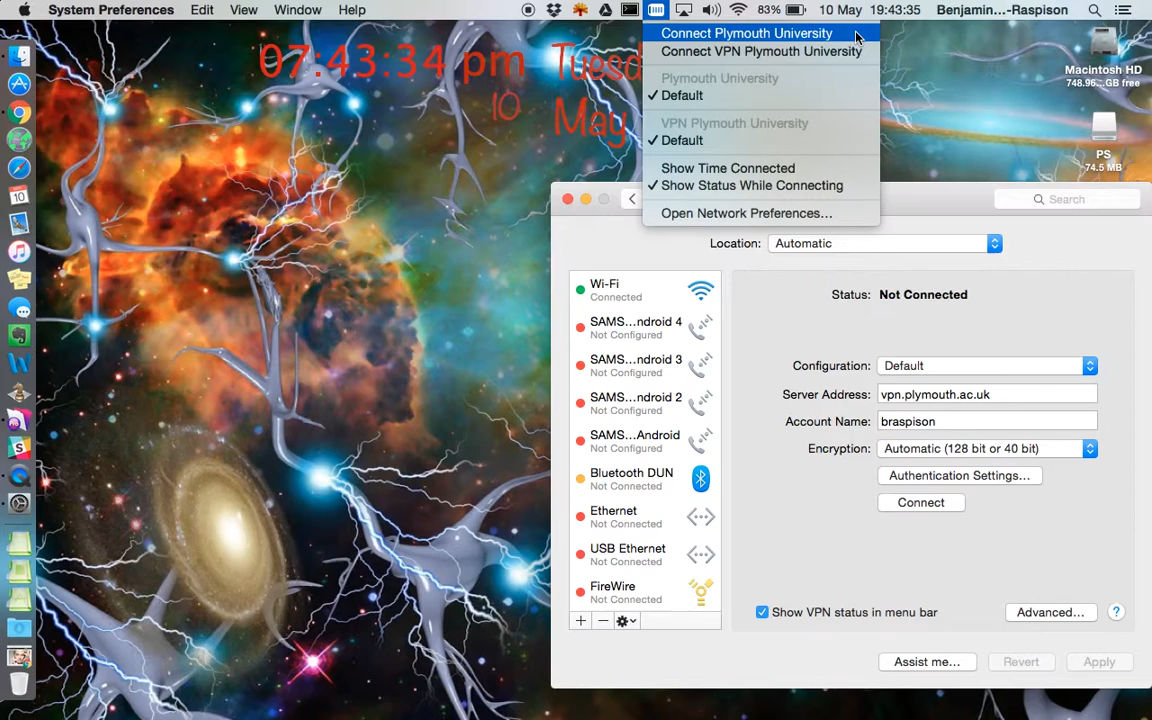 System Preferences Edit View Window Help 83% 10 May 19:43:35 Benjamin...-Raspison
07:43:34 pm Tuesd
10 May
Connect Plymouth University
Connect VPN Plymouth University
Plymouth University
✓ Default
VPN Plymouth University
✓ Default
Show Time Connected
✓ Show Status While Connecting
Open Network Preferences...
Macintosh HD
748.96...GB free
PS
74.5 MB
Search
Location: Automatic
Wi-Fi
Connected
SAMS...ndroid 4
Not Configured
SAMS...ndroid 3
Not Configured
SAMS...ndroid 2
Not Configured
SAMS...Android
Not Configured
Bluetooth DUN
Not Connected
Ethernet
Not Connected
USB Ethernet
Not Connected
FireWire
Not Connected
Status: Not Connected
Configuration: Default
Server Address: vpn.plymouth.ac.uk
Account Name: braspison
Encryption: Automatic (128 bit or 40 bit)
Authentication Settings...
Connect
Show VPN status in menu bar
Advanced... ?
Assist me... Revert Apply